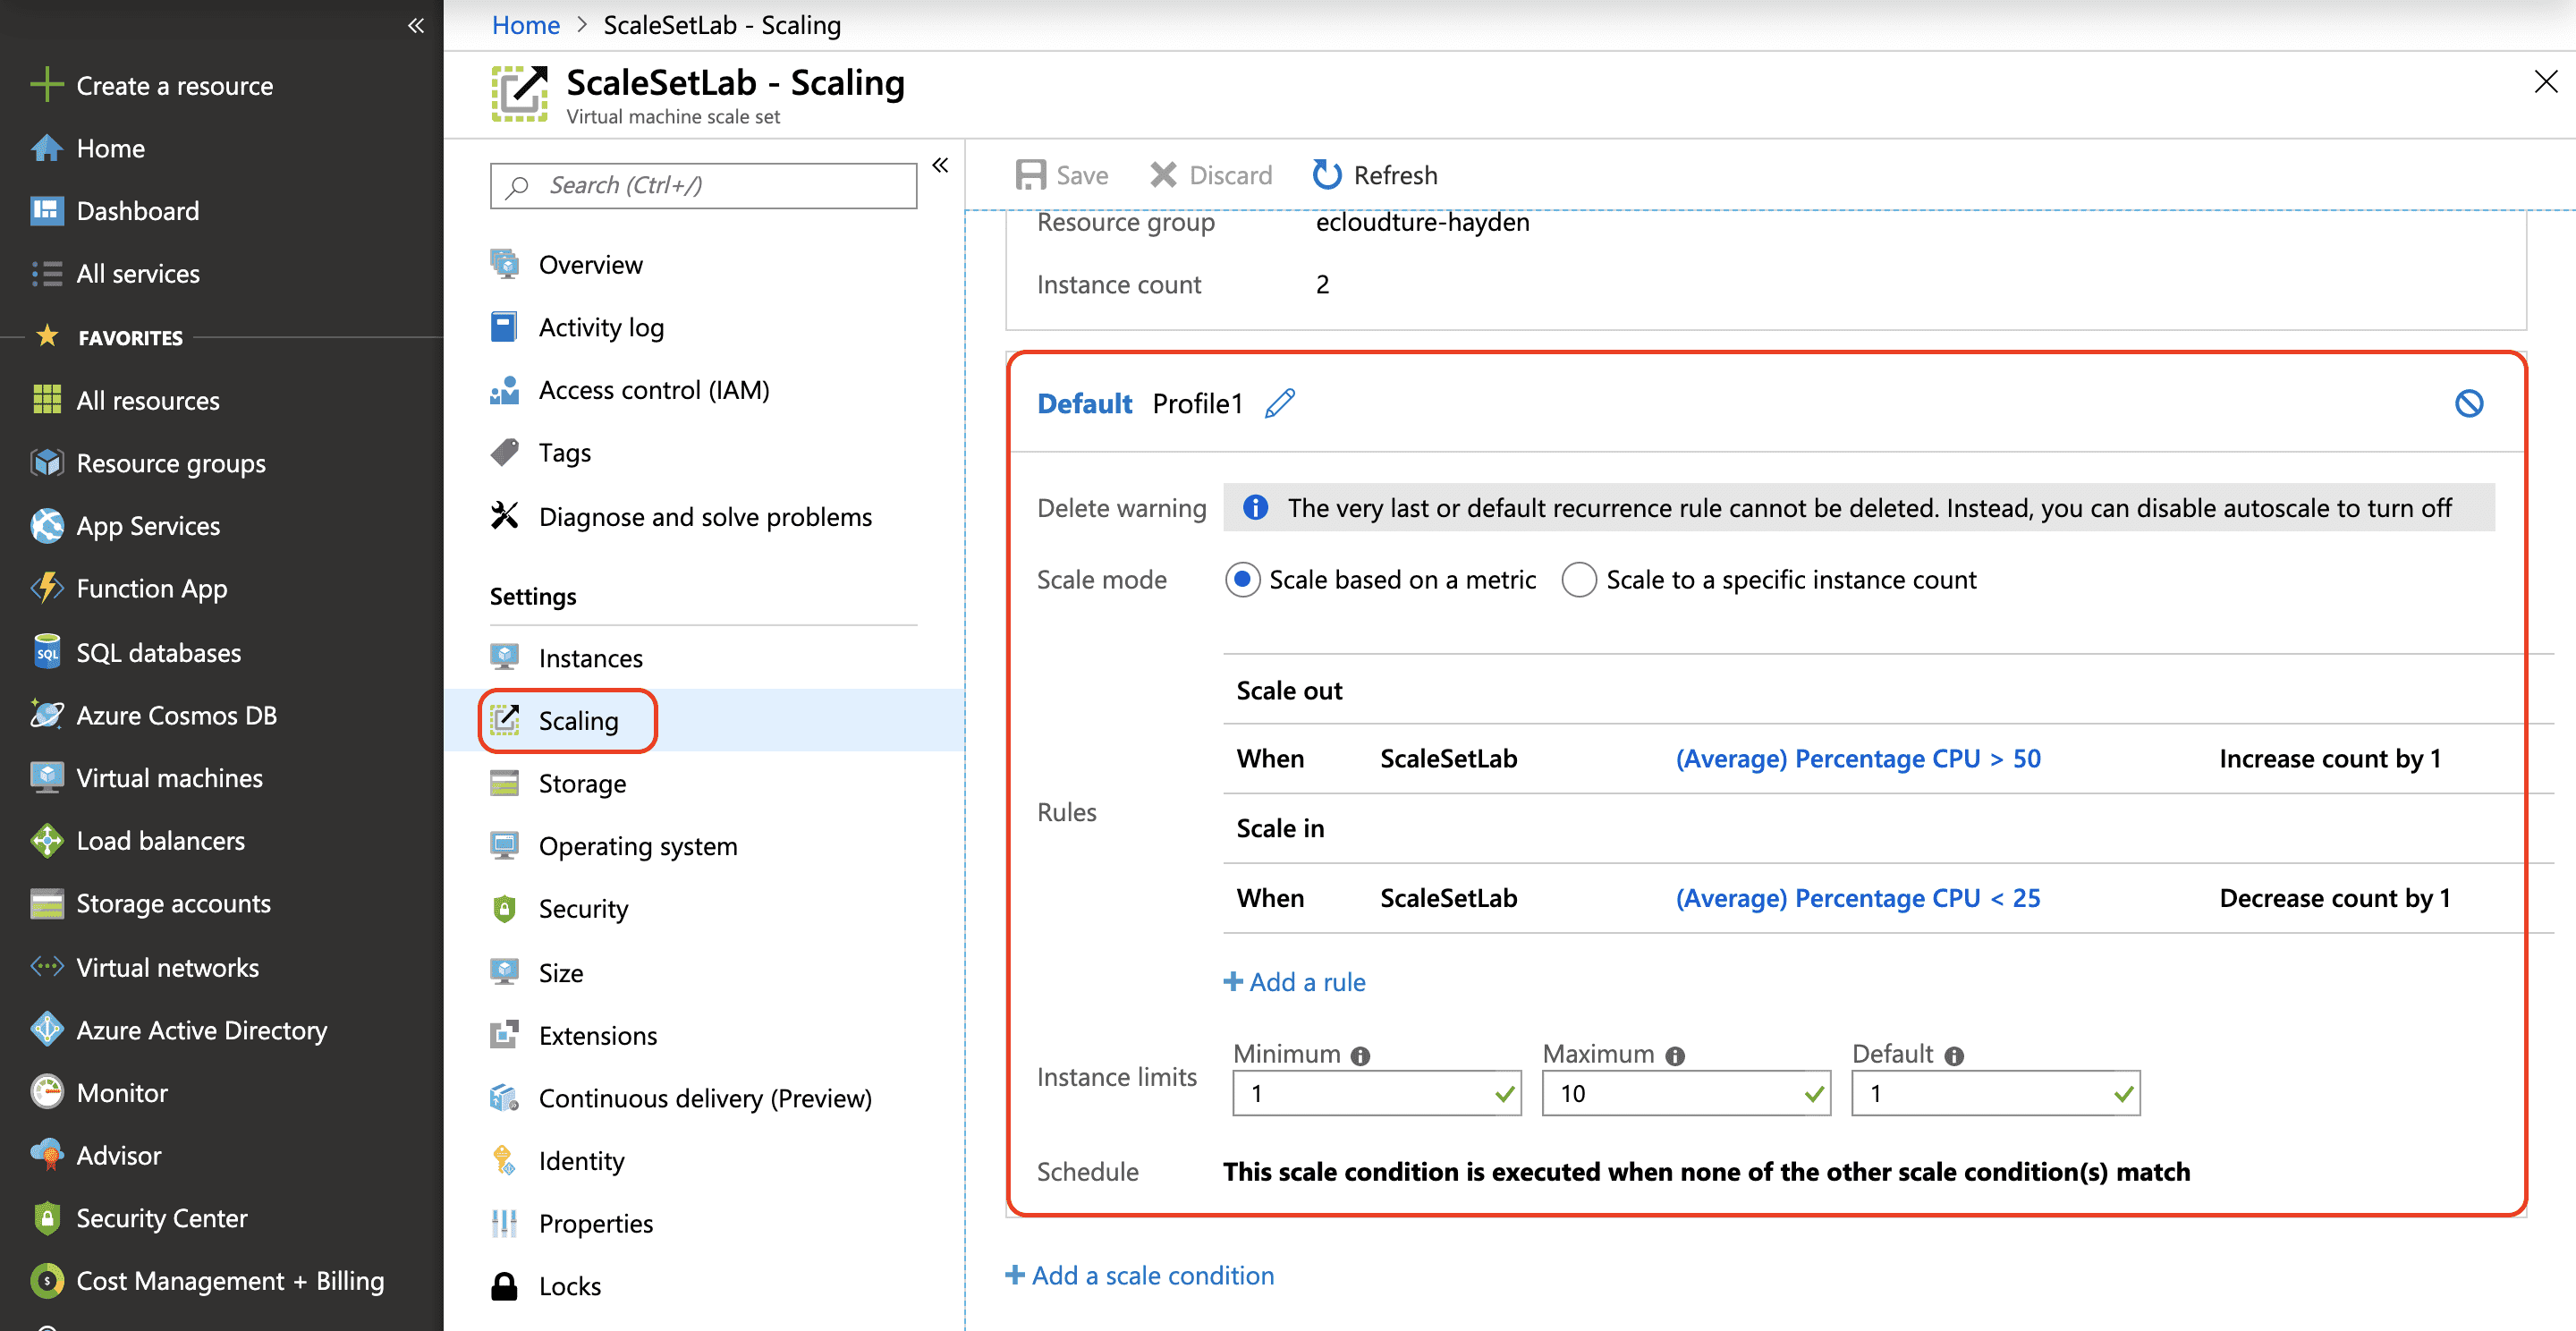 Create a resource
Home
Dashboard
All services
FAVORITES
All resources
Resource groups
App Services
Function App
SQL databases
Azure Cosmos DB
Virtual machines
Load balancers
Storage accounts
Virtual networks
Azure Active Directory
Monitor
Advisor
Security Center
Cost Management + Billing
Home > ScaleSetLab - Scaling
ScaleSetLab - Scaling
Virtual machine scale set
Search (Ctrl+/)
Overview
Activity log
Access control (IAM)
Tags
Diagnose and solve problems
Settings
Instances
Scaling
Storage
Operating system
Security
Size
Extensions
Continuous delivery (Preview)
Identity
Properties
Locks
Save Discard Refresh
Resource group ecloudture-hayden
Instance count 2
Default Profile1
Delete warning The very last or default recurrence rule cannot be deleted. Instead, you can disable autoscale to turn off
Scale mode Scale based on a metric Scale to a specific instance count
Rules
Scale out
When ScaleSetLab (Average) Percentage CPU > 50 Increase count by 1
Scale in
When ScaleSetLab (Average) Percentage CPU < 25 Decrease count by 1
+ Add a rule
Instance limits
Minimum Maximum Default
1 10 1
Schedule This scale condition is executed when none of the other scale condition(s) match
+ Add a scale condition